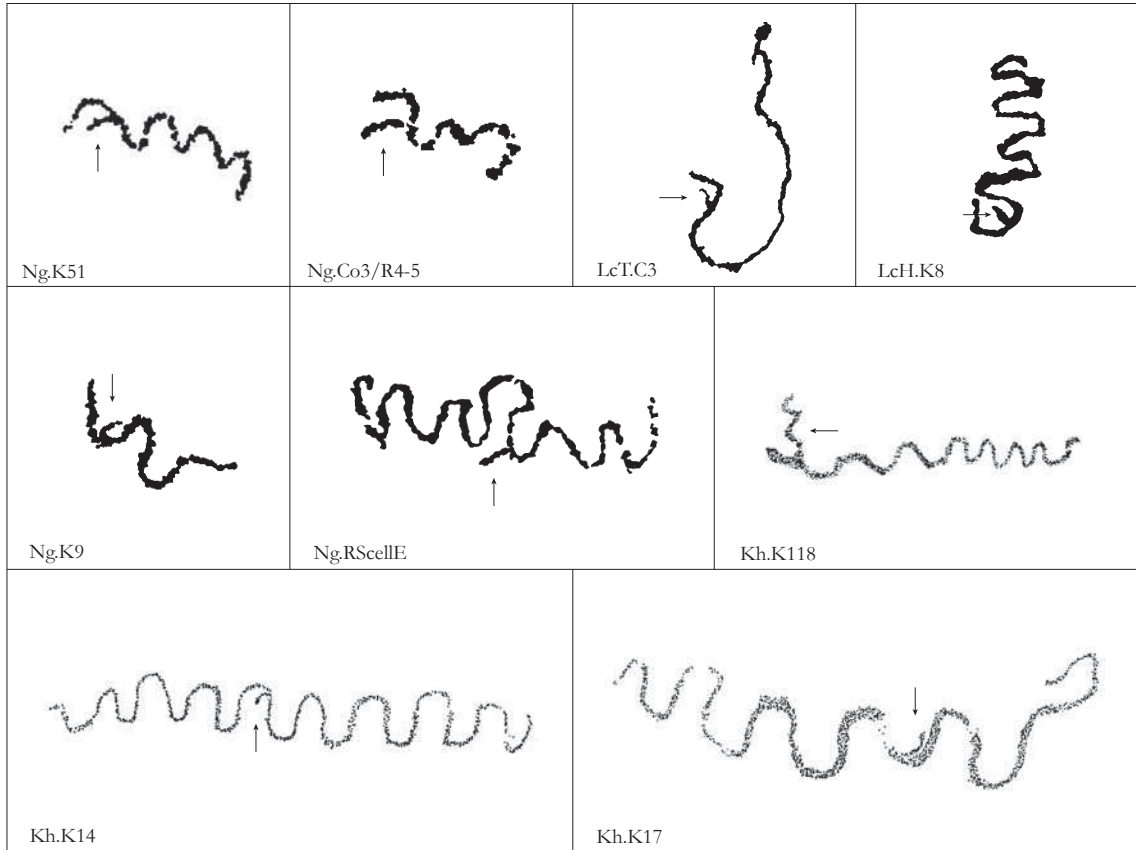 Ng.K51
Ng.Co3/R4-5
LcT.C3
LcH.K8
Ng.K9
Ng.RScellE
Kh.K118
Kh.K14
Kh.K17